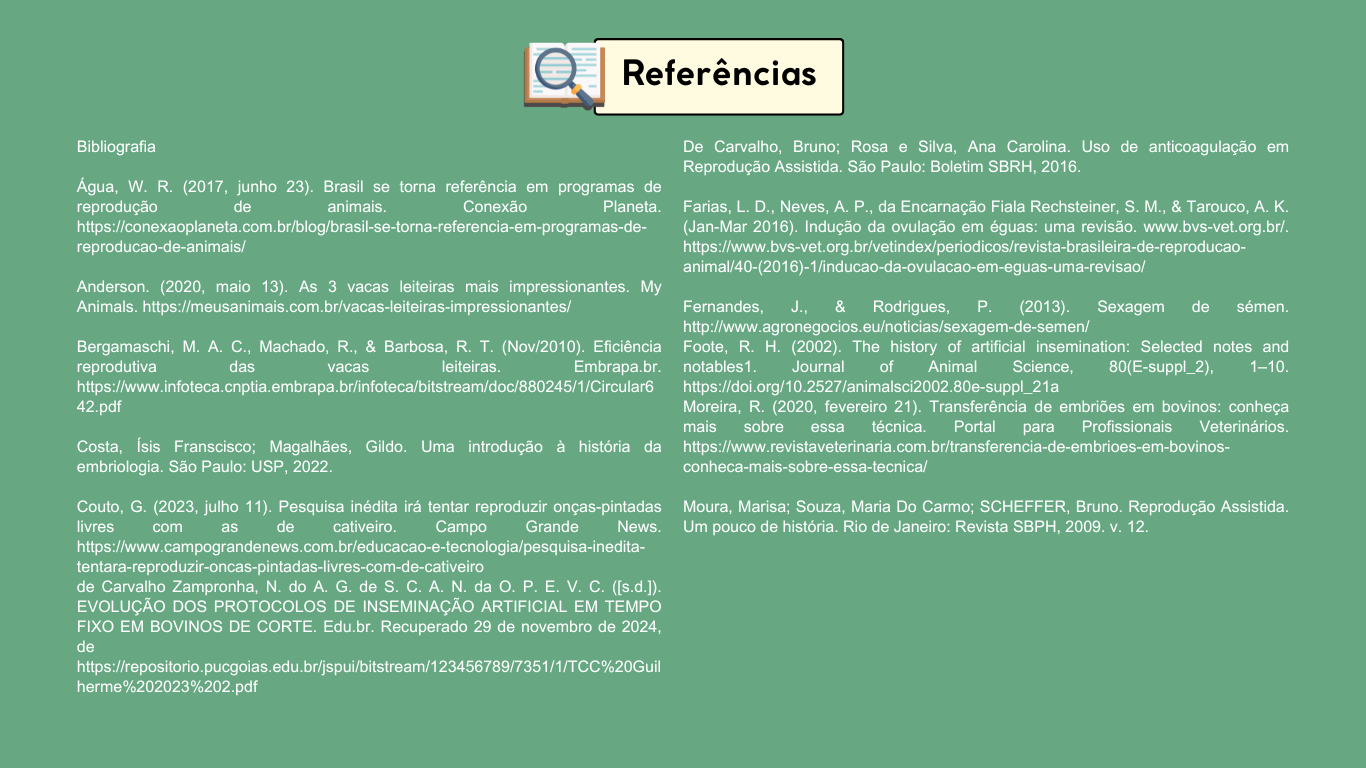 Referências
Bibliografia
Água, W. R. (2017, junho 23). Brasil se torna referência em programas de
reprodução de animais. Conexão Planeta.
https://conexaoplaneta.com.br/blog/brasil-se-torna-referencia-em-programas-de-
reproducao-de-animais/
Anderson. (2020, maio 13). As 3 vacas leiteiras mais impressionantes. My
Animals. https://meusanimais.com.br/vacas-leiteiras-impressionantes/
Bergamaschi, M. A. C., Machado, R., & Barbosa, R. T. (Nov/2010). Eficiência
reprodutiva das vacas leiteiras. Embrapa.br.
https://www.infoteca.cnptia.embrapa.br/infoteca/bitstream/doc/880245/1/Circular6
42.pdf
Costa, Ísis Franscisco; Magalhães, Gildo. Uma introdução à história da
embriologia. São Paulo: USP, 2022.
Couto, G. (2023, julho 11). Pesquisa inédita irá tentar reproduzir onças-pintadas
livres com as de cativeiro. Campo Grande News.
https://www.campograndenews.com.br/educacao-e-tecnologia/pesquisa-inedita-
tentara-reproduzir-oncas-pintadas-livres-com-de-cativeiro
de Carvalho Zampronha, N. do A. G. de S. C. A. N. da O. P. E. V. C. ([s.d.]).
EVOLUÇÃO DOS PROTOCOLOS DE INSEMINAÇÃO ARTIFICIAL EM TEMPO
FIXO EM BOVINOS DE CORTE. Edu.br. Recuperado 29 de novembro de 2024,
de
https://repositorio.pucgoias.edu.br/jspui/bitstream/123456789/7351/1/TCC%20Guil
herme%202023%202.pdf
De Carvalho, Bruno; Rosa e Silva, Ana Carolina. Uso de anticoagulação em
Reprodução Assistida. São Paulo: Boletim SBRH, 2016.
Farias, L. D., Neves, A. P., da Encarnação Fiala Rechsteiner, S. M., & Tarouco, A. K.
(Jan-Mar 2016). Indução da ovulação em éguas: uma revisão. www.bvs-vet.org.br/.
https://www.bvs-vet.org.br/vetindex/periodicos/revista-brasileira-de-reproducao-
animal/40-(2016)-1/inducao-da-ovulacao-em-eguas-uma-revisao/
Fernandes, J., & Rodrigues, P. (2013). Sexagem de sémen.
http://www.agronegocios.eu/noticias/sexagem-de-semen/
Foote, R. H. (2002). The history of artificial insemination: Selected notes and
notables1. Journal of Animal Science, 80(E-suppl_2), 1–10.
https://doi.org/10.2527/animalsci2002.80e-suppl_21a
Moreira, R. (2020, fevereiro 21). Transferência de embriões em bovinos: conheça
mais sobre essa técnica. Portal para Profissionais Veterinários.
https://www.revistaveterinaria.com.br/transferencia-de-embrioes-em-bovinos-
conheca-mais-sobre-essa-tecnica/
Moura, Marisa; Souza, Maria Do Carmo; SCHEFFER, Bruno. Reprodução Assistida.
Um pouco de história. Rio de Janeiro: Revista SBPH, 2009. v. 12.